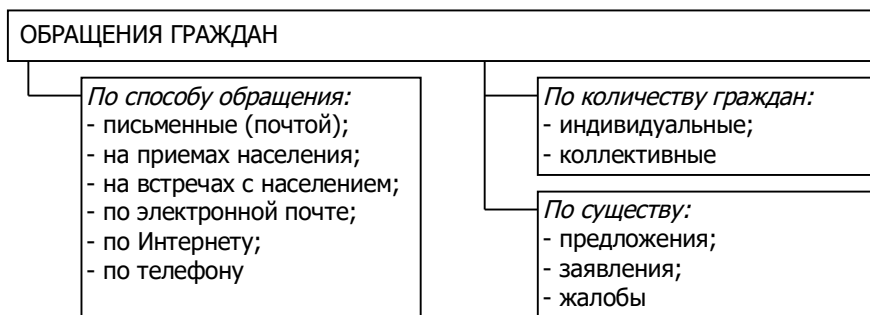 ОБРАЩЕНИЯ ГРАЖДАН
По способу обращения:
- письменные (почтой);
- на приемах населения;
- на встречах с населением;
- по электронной почте;
- по Интернету;
- по телефону
По количеству граждан:
- индивидуальные;
- коллективные
По существу:
- предложения;
- заявления;
- жалобы